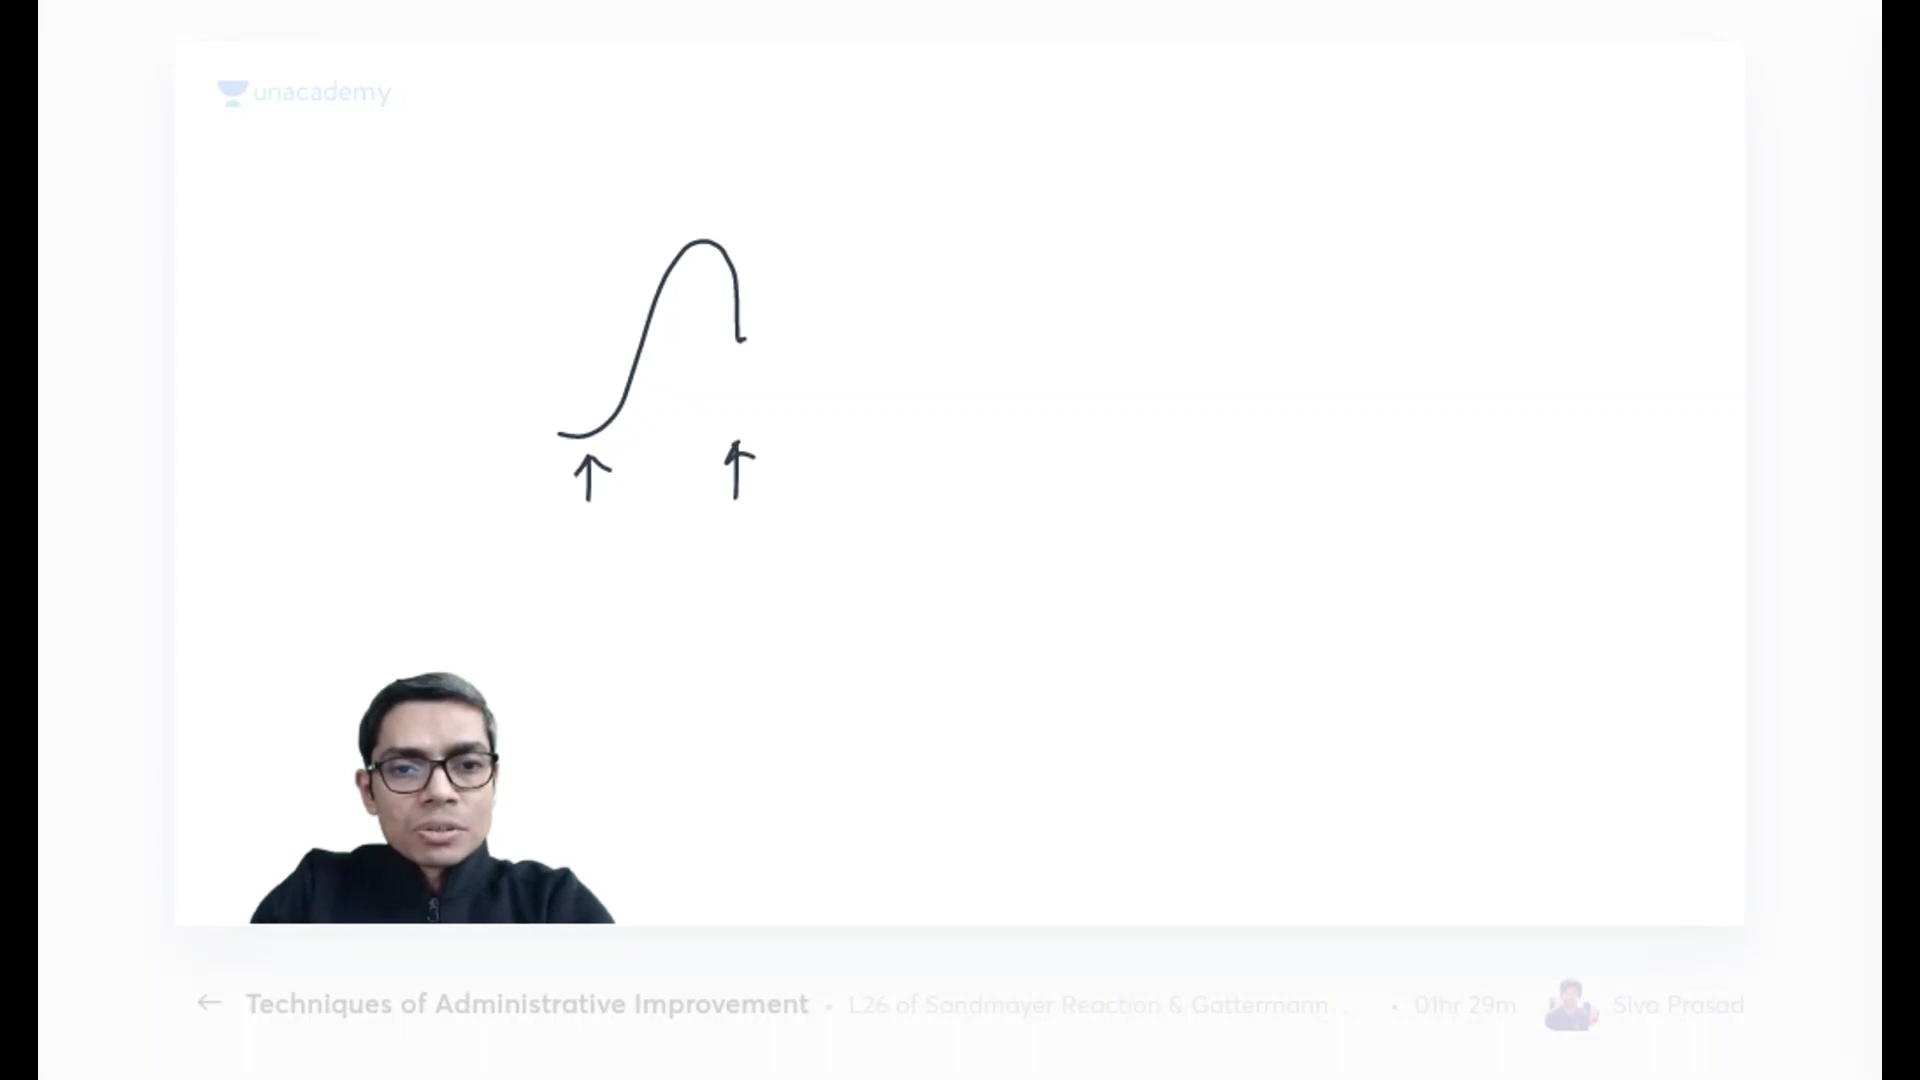 unacademy
← Techniques of Administrative Improvement • L26 of Sandmayer Reaction & Gattermann ... • 01hr 29m Siva Prasad